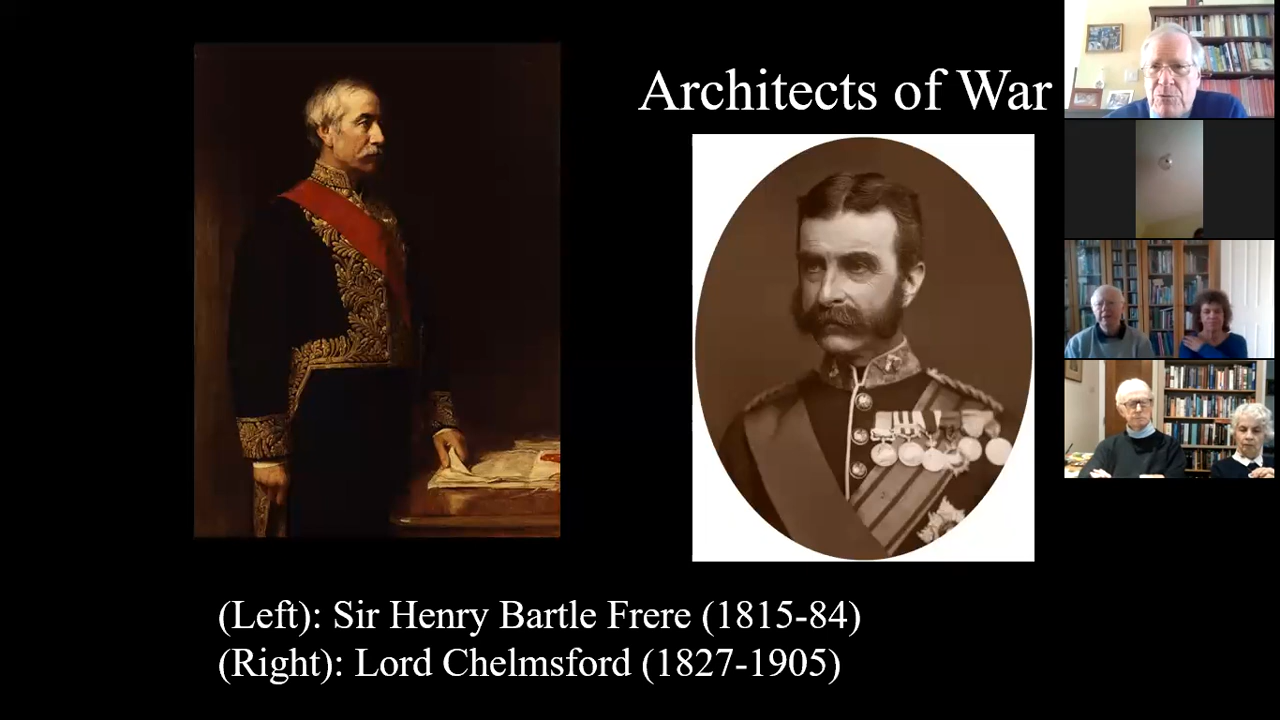 Architects of War
(Left): Sir Henry Bartle Frere (1815-84)
(Right): Lord Chelmsford (1827-1905)